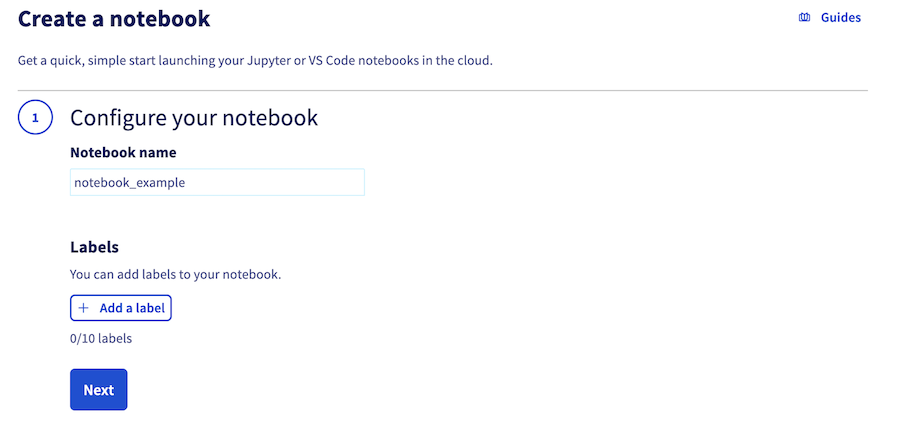 Create a notebook
Guides
Get a quick, simple start launching your Jupyter or VS Code notebooks in the cloud.
1
Configure your notebook
Notebook name
notebook_example
Labels
You can add labels to your notebook.
+ Add a label
0/10 labels
Next